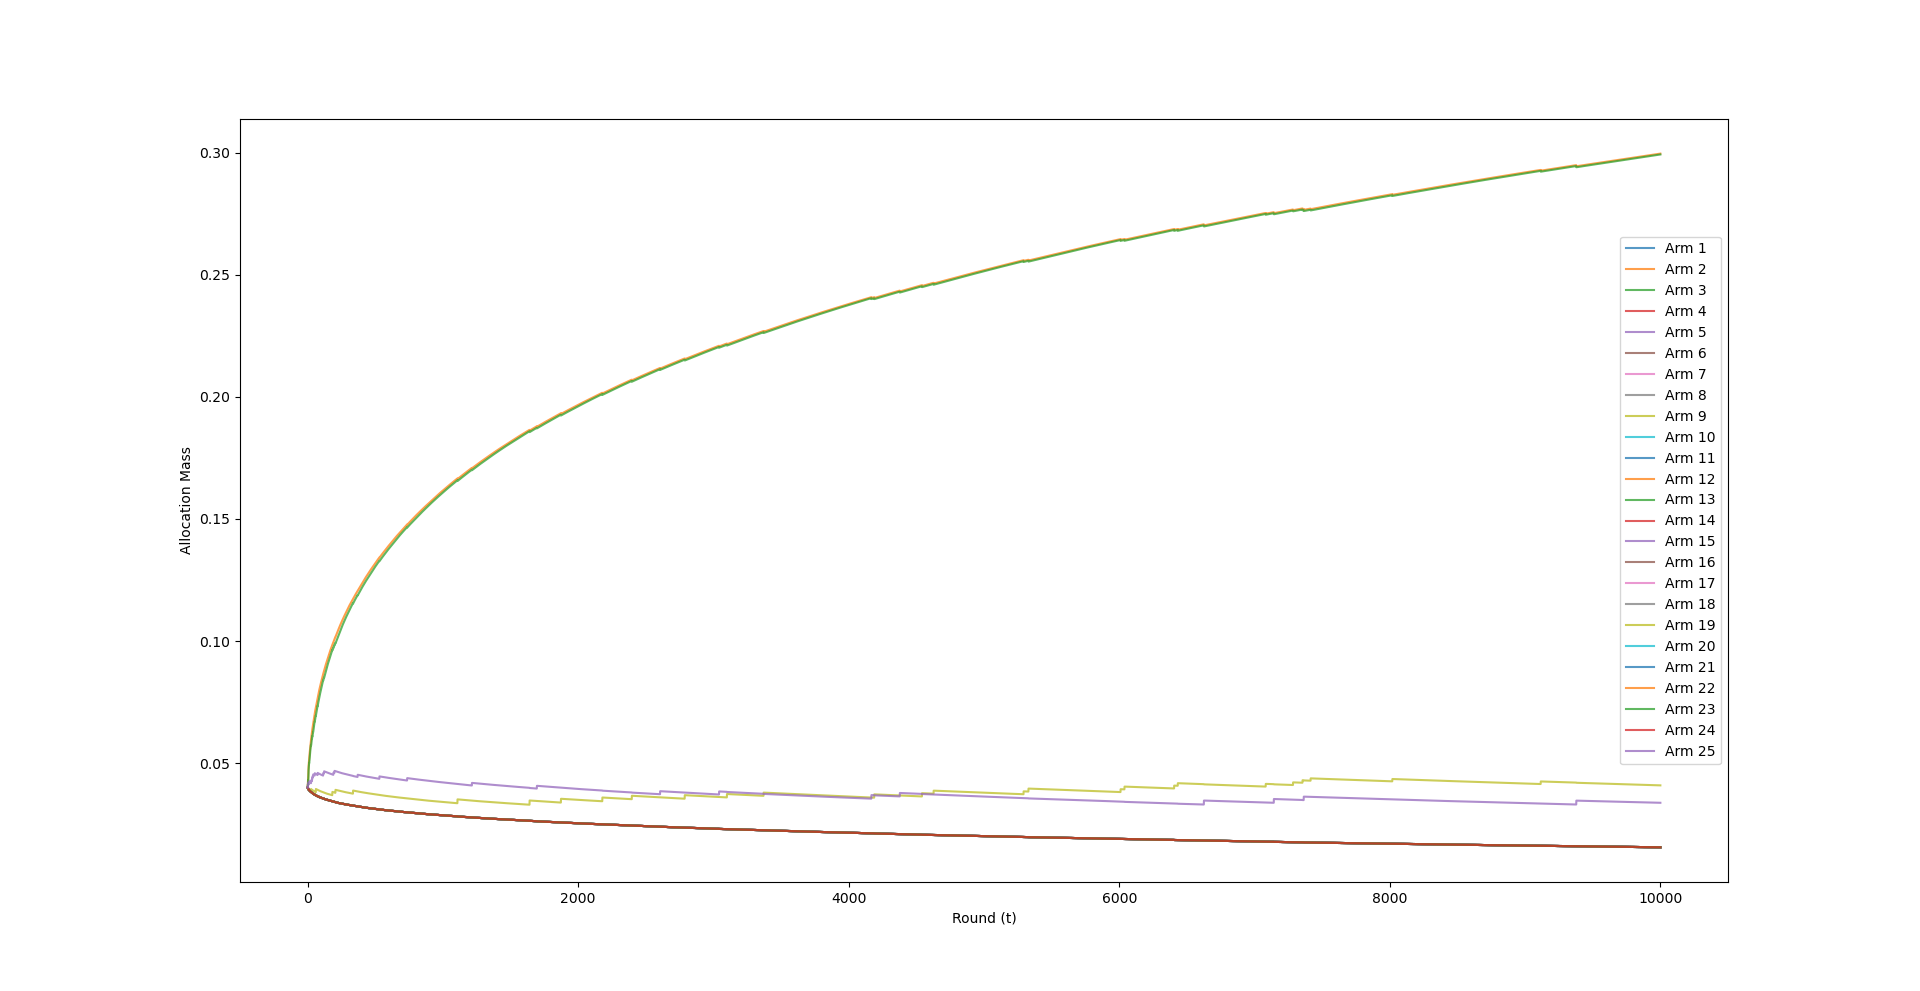 0.30
0.25
0.20
0.15
0.10
0.05
Allocation Mass
0
2000
4000
6000
8000
10000
Round (t)
Arm 1
Arm 2
Arm 3
Arm 4
Arm 5
Arm 6
Arm 7
Arm 8
Arm 9
Arm 10
Arm 11
Arm 12
Arm 13
Arm 14
Arm 15
Arm 16
Arm 17
Arm 18
Arm 19
Arm 20
Arm 21
Arm 22
Arm 23
Arm 24
Arm 25